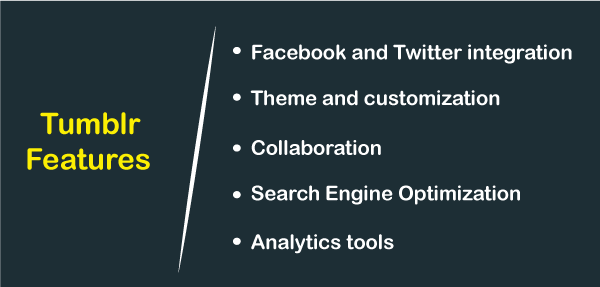 Tumblr
Features
• Facebook and Twitter integration
• Theme and customization
• Collaboration
• Search Engine Optimization
• Analytics tools